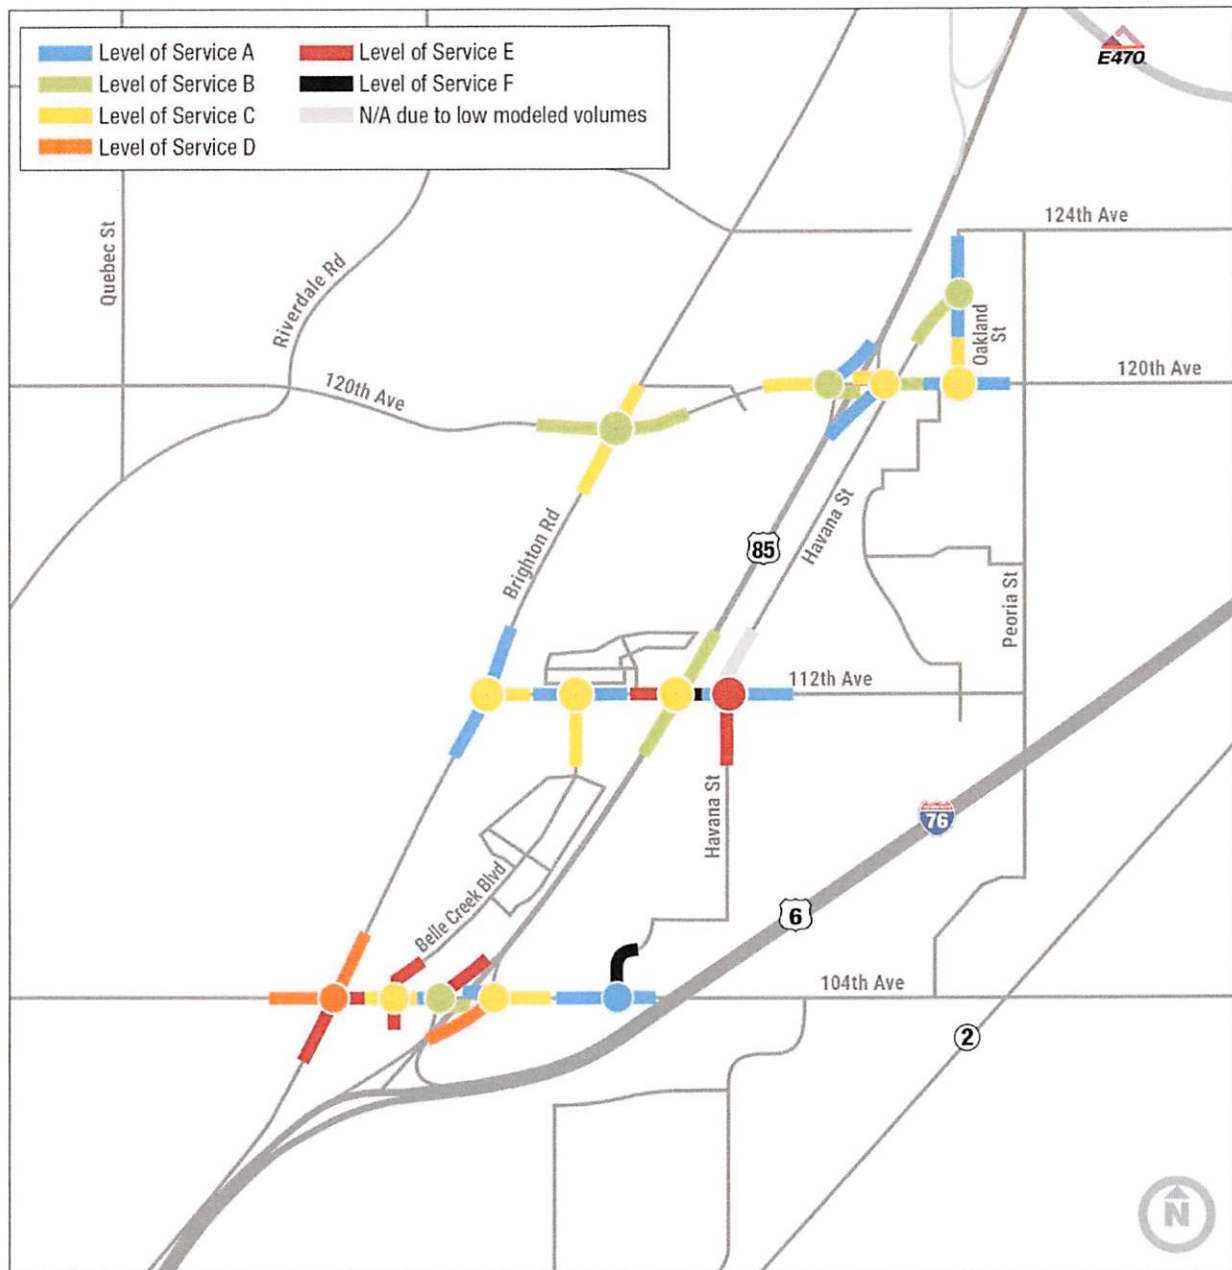 Level of Service A
Level of Service B
Level of Service C
Level of Service D
Level of Service E
Level of Service F
N/A due to low modeled volumes
E470
124th Ave
Quebec St
Riverdale Rd
Oakland
St
120th Ave
120th Ave
Havana St
Brighton Rd
85
Peoria St
112th Ave
Havana St
76
Belle Creek Blvd
6
104th Ave
2
N